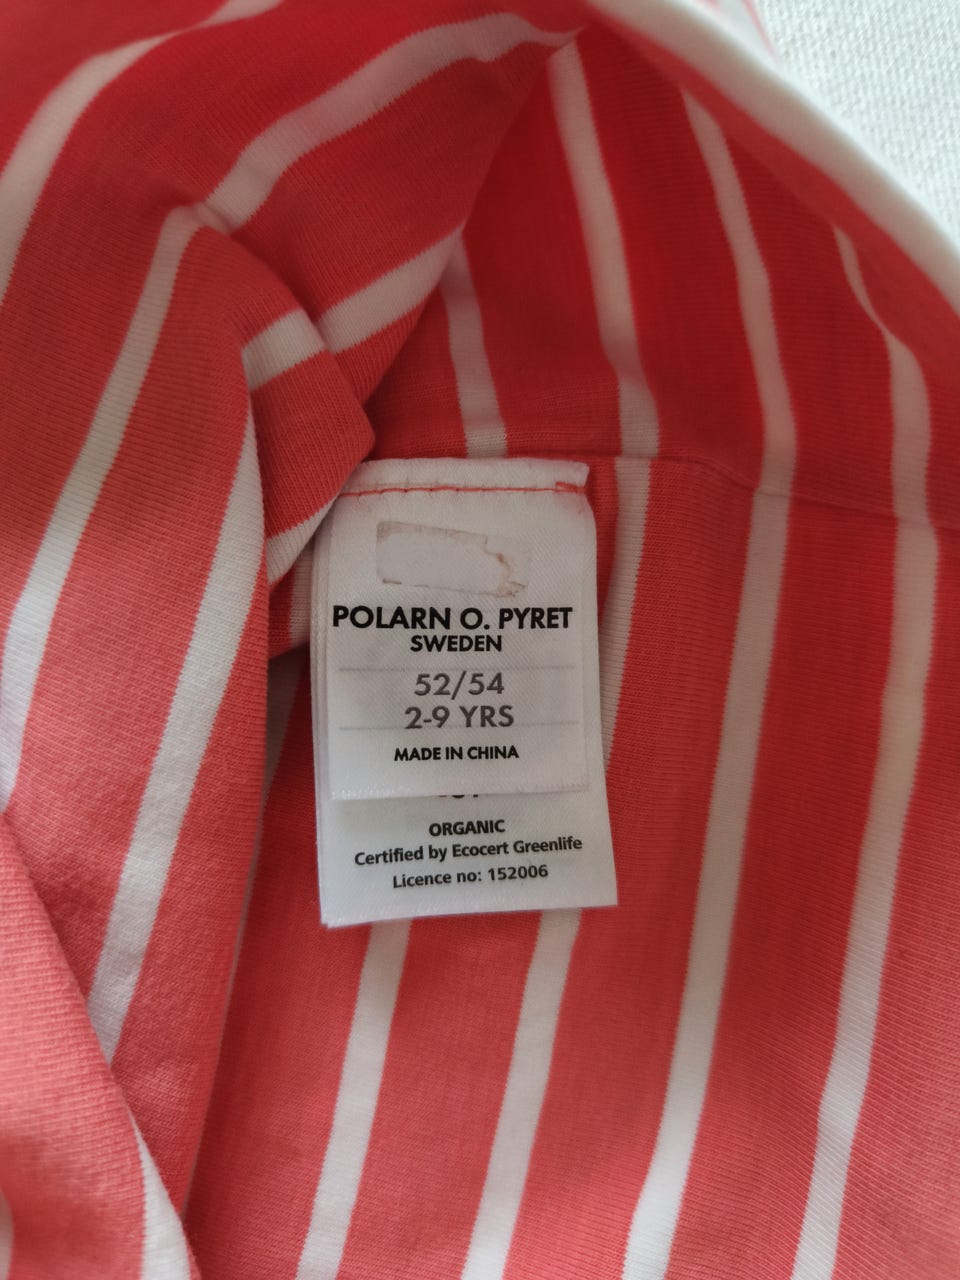 POLARN O. PYRET
SWEDEN
52/54
2-9 YRS
MADE IN CHINA
ORGANIC
Certified by Ecocert Greenlife
Licence no: 152006